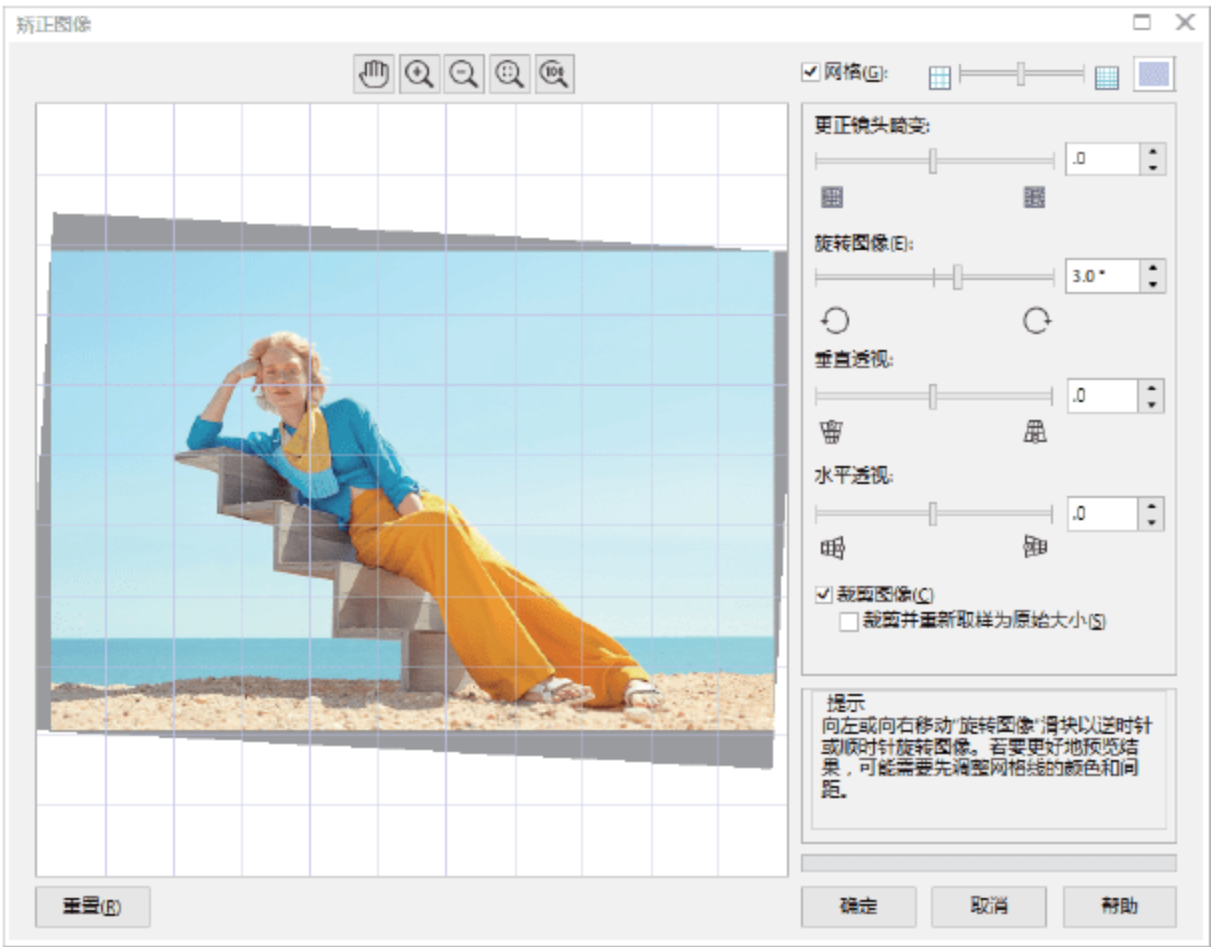 矫正图像
100
网格(G):
更正镜头畸变:
.0
旋转图像(E):
3.0 °
垂直透视:
.0
水平透视:
.0
裁剪图像(C)
裁剪并重新取样为原始大小(S)
提示
向左或向右移动"旋转图像"滑块以逆时针
或顺时针旋转图像。若要更好地预览结
果，可能需要先调整网格线的颜色和间
距。
重置(R)
确定
取消
帮助